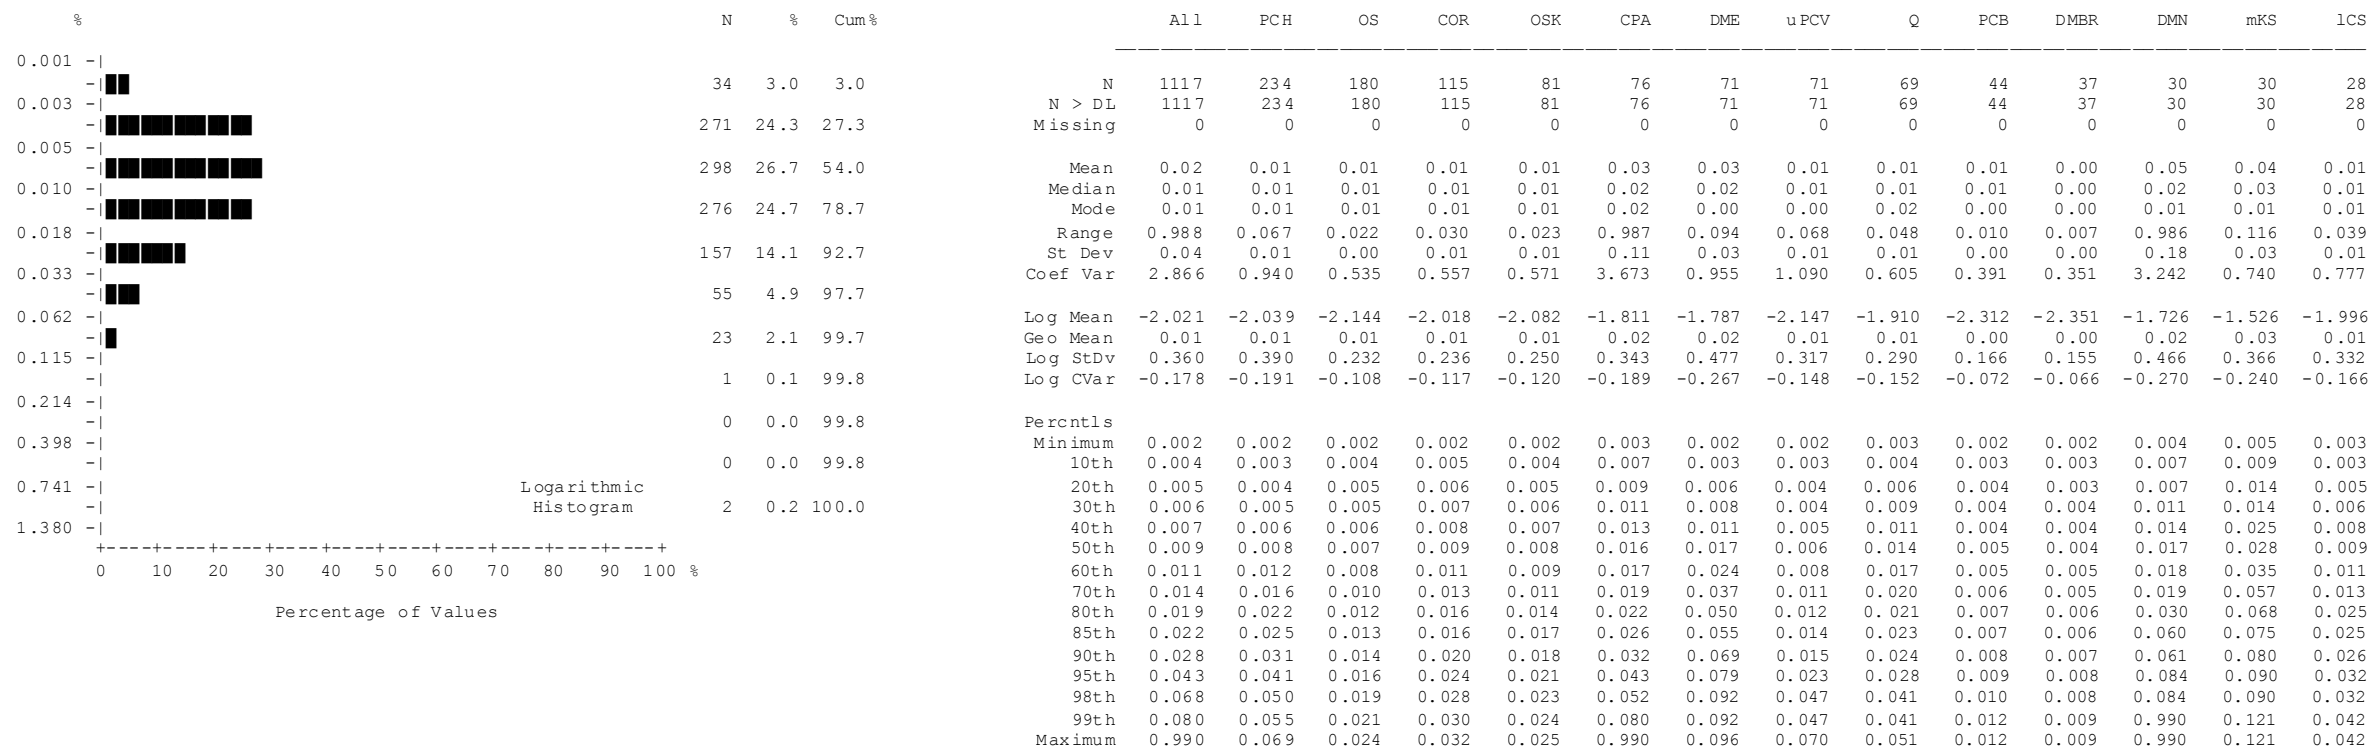 % N % Cum% All PCH OS COR OSK CPA DME uPCV Q PCB DMBR DMN mKS lCS
0.001 -|
-| 34 3.0 3.0 N 1117 234 180 115 81 76 71 71 69 44 37 30 30 28
0.003 -| N > DL 1117 234 180 115 81 76 71 71 69 44 37 30 30 28
-| 271 24.3 27.3 Missing 0 0 0 0 0 0 0 0 0 0 0 0 0 0
0.005 -|
-| 298 26.7 54.0 Mean 0.02 0.01 0.01 0.01 0.01 0.03 0.03 0.01 0.01 0.01 0.00 0.05 0.04 0.01
0.010 -| Median 0.01 0.01 0.01 0.01 0.01 0.02 0.02 0.01 0.01 0.01 0.00 0.02 0.03 0.01
-| 276 24.7 78.7 Mode 0.01 0.01 0.01 0.01 0.01 0.02 0.00 0.00 0.02 0.00 0.00 0.01 0.01 0.01
0.018 -| Range 0.988 0.067 0.022 0.030 0.023 0.987 0.094 0.068 0.048 0.010 0.007 0.986 0.116 0.039
-| 157 14.1 92.7 St Dev 0.04 0.01 0.00 0.01 0.01 0.11 0.03 0.01 0.01 0.00 0.00 0.18 0.03 0.01
0.033 -| Coef Var 2.866 0.940 0.535 0.557 0.571 3.673 0.955 1.090 0.605 0.391 0.351 3.242 0.740 0.777
-| 55 4.9 97.7
0.062 -| Log Mean -2.021 -2.039 -2.144 -2.018 -2.082 -1.811 -1.787 -2.147 -1.910 -2.312 -2.351 -1.726 -1.526 -1.996
-| 23 2.1 99.7 Geo Mean 0.01 0.01 0.01 0.01 0.01 0.02 0.02 0.01 0.01 0.00 0.00 0.02 0.03 0.01
0.115 -| Log StDv 0.360 0.390 0.232 0.236 0.250 0.343 0.477 0.317 0.290 0.166 0.155 0.466 0.366 0.332
-| 1 0.1 99.8 Log CVar -0.178 -0.191 -0.108 -0.117 -0.120 -0.189 -0.267 -0.148 -0.152 -0.072 -0.066 -0.270 -0.240 -0.166
0.214 -|
-| 0 0.0 99.8 Percntls
0.398 -| Minimum 0.002 0.002 0.002 0.002 0.002 0.003 0.002 0.002 0.003 0.002 0.002 0.004 0.005 0.003
-| 0 0.0 99.8 10th 0.004 0.003 0.004 0.005 0.004 0.007 0.003 0.003 0.004 0.003 0.003 0.007 0.009 0.003
0.741 -| Logarithmic 20th 0.005 0.004 0.005 0.006 0.005 0.009 0.006 0.004 0.006 0.004 0.003 0.007 0.014 0.005
-| Histogram 2 0.2 100.0 30th 0.006 0.005 0.005 0.007 0.006 0.011 0.008 0.004 0.009 0.004 0.004 0.011 0.014 0.006
1.380 -| 40th 0.007 0.006 0.006 0.008 0.007 0.013 0.011 0.005 0.011 0.004 0.004 0.014 0.025 0.008
+----+----+----+----+----+----+----+----+----+----+ 50th 0.009 0.008 0.007 0.009 0.008 0.016 0.017 0.006 0.014 0.005 0.004 0.017 0.028 0.009
0 10 20 30 40 50 60 70 80 90 100 % 60th 0.011 0.012 0.008 0.011 0.009 0.017 0.024 0.008 0.017 0.005 0.005 0.018 0.035 0.011
70th 0.014 0.016 0.010 0.013 0.011 0.019 0.037 0.011 0.020 0.006 0.005 0.019 0.057 0.013
Percentage of Values 80th 0.019 0.022 0.012 0.016 0.014 0.022 0.050 0.012 0.021 0.007 0.006 0.030 0.068 0.025
85th 0.022 0.025 0.013 0.016 0.017 0.026 0.055 0.014 0.023 0.007 0.006 0.060 0.075 0.025
90th 0.028 0.031 0.014 0.020 0.018 0.032 0.069 0.015 0.024 0.008 0.007 0.061 0.080 0.026
95th 0.043 0.041 0.016 0.024 0.021 0.043 0.079 0.023 0.028 0.009 0.008 0.084 0.090 0.032
98th 0.068 0.050 0.019 0.028 0.023 0.052 0.092 0.047 0.041 0.010 0.008 0.084 0.090 0.032
99th 0.080 0.055 0.021 0.030 0.024 0.080 0.092 0.047 0.041 0.012 0.009 0.990 0.121 0.042
Maximum 0.990 0.069 0.024 0.032 0.025 0.990 0.096 0.070 0.051 0.012 0.009 0.990 0.121 0.042